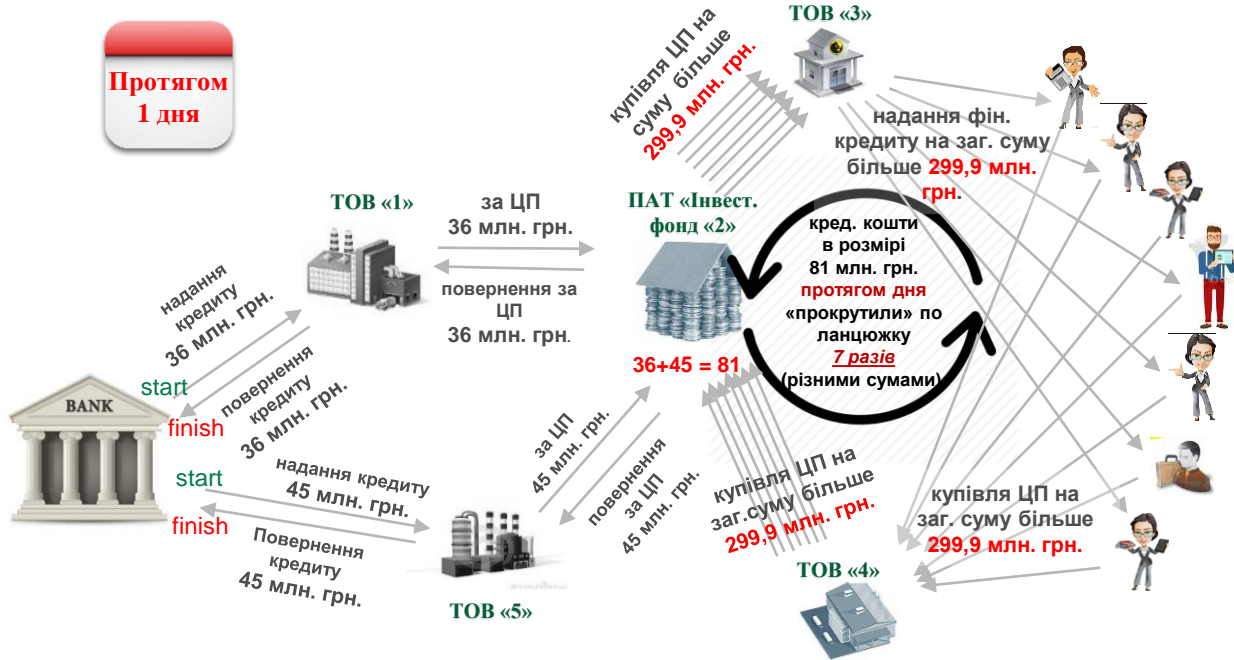 Протягом
1 дня
ТОВ «3»
купівля ЦП на
суму більше
299,9 млн. грн.
надання фін.
кредиту на заг. суму
більше 299,9 млн.
грн.
ТОВ «1»
за ЦП
36 млн. грн.
повернення за
ЦП
36 млн. грн.
ПАТ «Інвест.
фонд «2»
36+45 = 81
кред. кошти
в розмірі
81 млн. грн.
протягом дня
«прокрутили» по
ланцюжку
7 разів
(різними сумами)
надання
кредиту
36 млн. грн.
start
повернення
кредиту
36 млн. грн.
finish
BANK
start
надання кредиту
45 млн. грн.
finish
Повернення
кредиту
45 млн. грн.
ТОВ «5»
за ЦП
45 млн. грн.
повернення
за ЦП
45 млн. грн.
купівля ЦП на
заг.суму більше
299,9 млн. грн.
купівля ЦП на
заг. суму більше
299,9 млн. грн.
ТОВ «4»